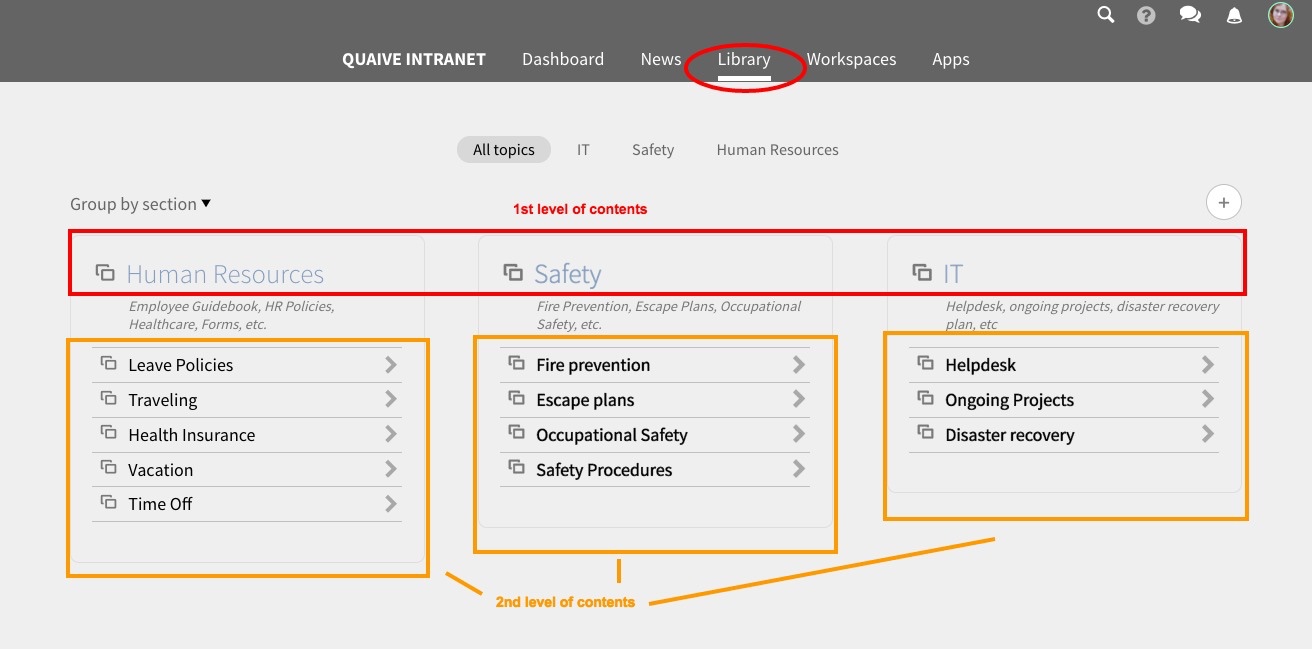 QUAIVE INTRANET Dashboard News Library Workspaces Apps
All topics IT Safety Human Resources
Group by section
1st level of contents
Human Resources
Employee Guidebook, HR Policies,
Healthcare, Forms, etc.
Leave Policies
Traveling
Health Insurance
Vacation
Time Off
Safety
Fire Prevention, Escape Plans, Occupational
Safety, etc.
Fire prevention
Escape plans
Occupational Safety
Safety Procedures
IT
Helpdesk, ongoing projects, disaster recovery
plan, etc
Helpdesk
Ongoing Projects
Disaster recovery
2nd level of contents